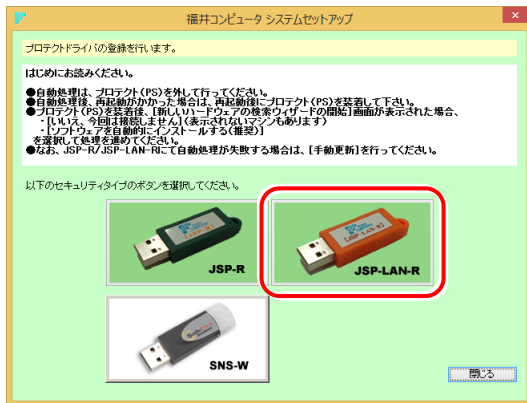 福井コンピュータ システムセットアップ
プロテクトドライバの登録を行います。
はじめにお読みください。
●自動処理は、プロテクト(PS)を外して行ってください。
●自動処理後、再起動がかかった場合は、再起動後にプロテクト(PS)を装着して下さい。
●プロテクト(PS)を装着後、[新しいハードウェアの検索ウィザードの開始]画面が表示された場合、
・[いいえ、今回は接続しません](表示されないマシンもあります)
・[ソフトウェアを自動的にインストールする(推奨)]
を選択して処理を進めてください。
●なお、JSP-R/JSP-LAN-Rにて自動処理が失敗する場合は、[手動更新]を行ってください。
以下のセキュリティタイプのボタンを選択してください。
[JSP-R]
JSP-R
[JSP-LAN-R]
JSP-LAN-R
SNS-W
閉じる